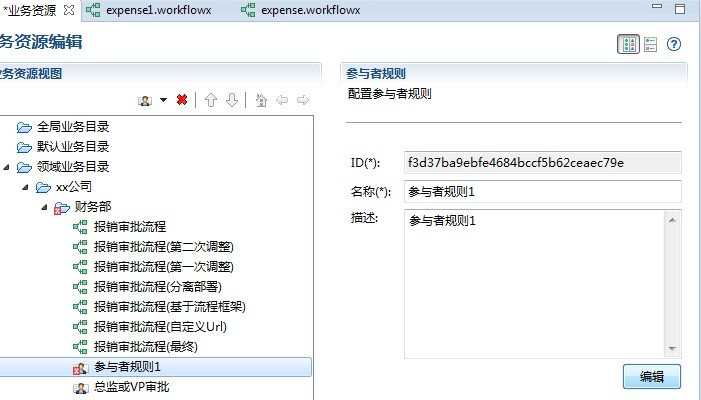 *业务资源
expense1.workflowx
expense.workflowx
务资源编辑
业务资源视图
全局业务目录
默认业务目录
领域业务目录
xx公司
财务部
报销审批流程
报销审批流程(第二次调整)
报销审批流程(第一次调整)
报销审批流程(分离部署)
报销审批流程(基于流程框架)
报销审批流程(自定义Url)
报销审批流程(最终)
参与者规则1
总监或VP审批
参与者规则
配置参与者规则
ID(*): f3d37ba9ebfe4684bccf5b62ceaec79e
名称(*): 参与者规则1
描述: 参与者规则1
编辑